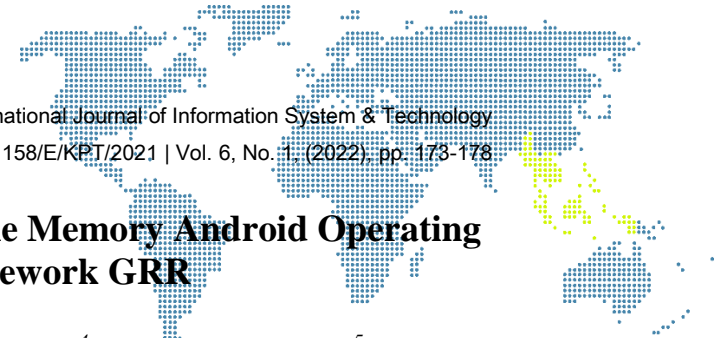 national Journal of Information System & Technology
158/E/KPT/2021 | Vol. 6, No. 1, (2022), pp. 173-178
e Memory Android Operating
ework GRR